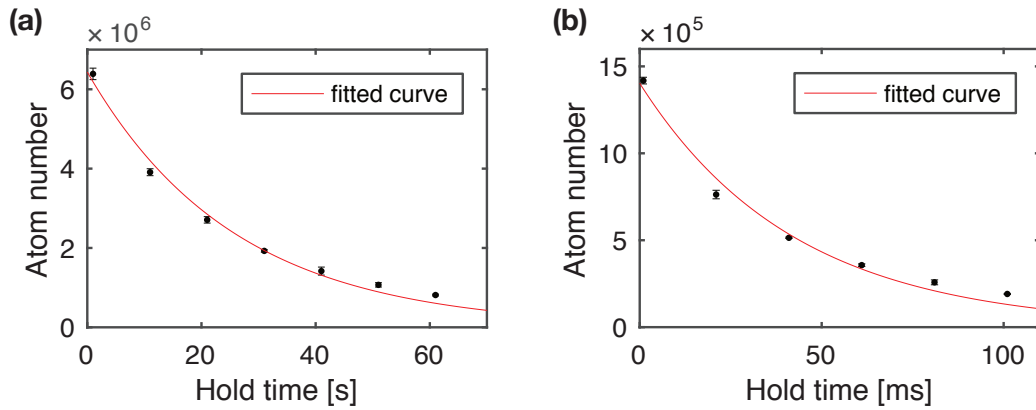 (a)
× 10^6
6
4
2
0
Atom number
fitted curve
0 20 40 60
Hold time [s]
(b)
× 10^5
15
10
5
0
Atom number
fitted curve
0 50 100
Hold time [ms]